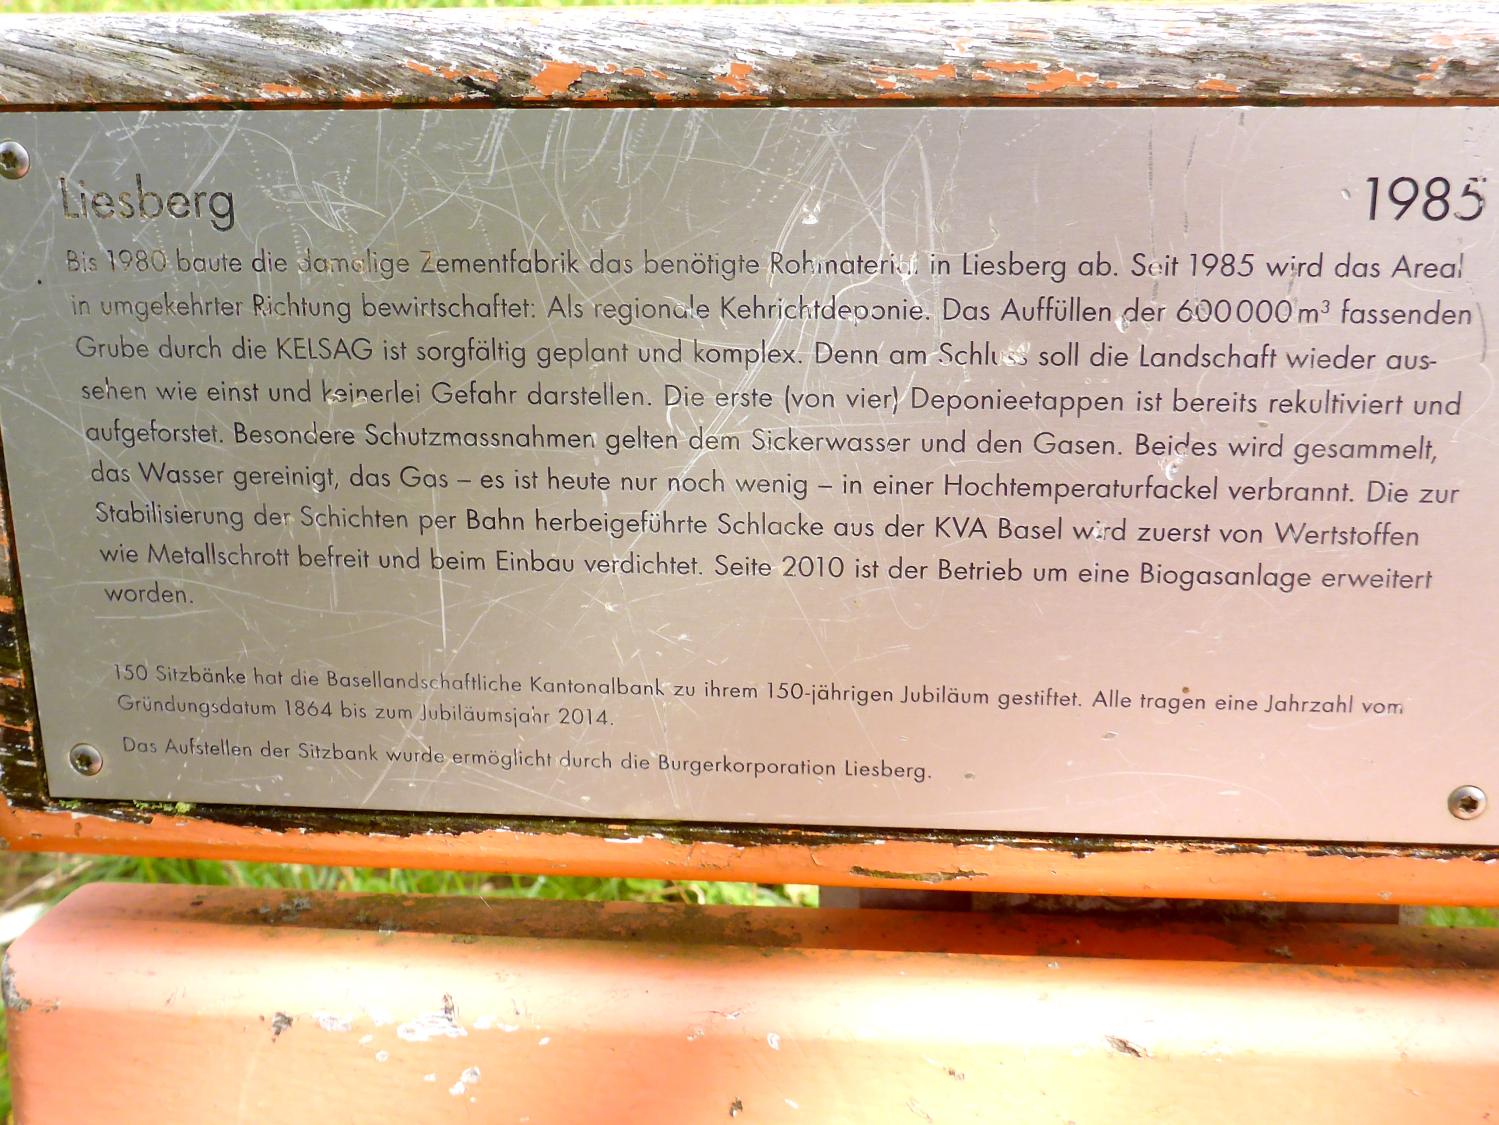 Liesberg 1985
Bis 1980 baute die damalige Zementfabrik das benötigte Rohmaterial in Liesberg ab. Seit 1985 wird das Areal
in umgekehrter Richtung bewirtschaftet: Als regionale Kehrichtdeponie. Das Auffüllen der 600000 m³ fassenden
Grube durch die KELSAG ist sorgfältig geplant und komplex. Denn am Schluss soll die Landschaft wieder aus-
sehen wie einst und keinerlei Gefahr darstellen. Die erste (von vier) Deponieetappen ist bereits rekultiviert und
aufgeforstet. Besondere Schutzmassnahmen gelten dem Sickerwasser und den Gasen. Beides wird gesammelt,
das Wasser gereinigt, das Gas – es ist heute nur noch wenig – in einer Hochtemperaturfackel verbrannt. Die zur
Stabilisierung der Schichten per Bahn herbeigeführte Schlacke aus der KVA Basel wird zuerst von Wertstoffen
wie Metallschrott befreit und beim Einbau verdichtet. Seite 2010 ist der Betrieb um eine Biogasanlage erweitert
worden.
150 Sitzbänke hat die Basellandschaftliche Kantonalbank zu ihrem 150-jährigen Jubiläum gestiftet. Alle tragen eine Jahrzahl vom
Gründungsdatum 1864 bis zum Jubiläumsjahr 2014.
Das Aufstellen der Sitzbank wurde ermöglicht durch die Burgerkorporation Liesberg.